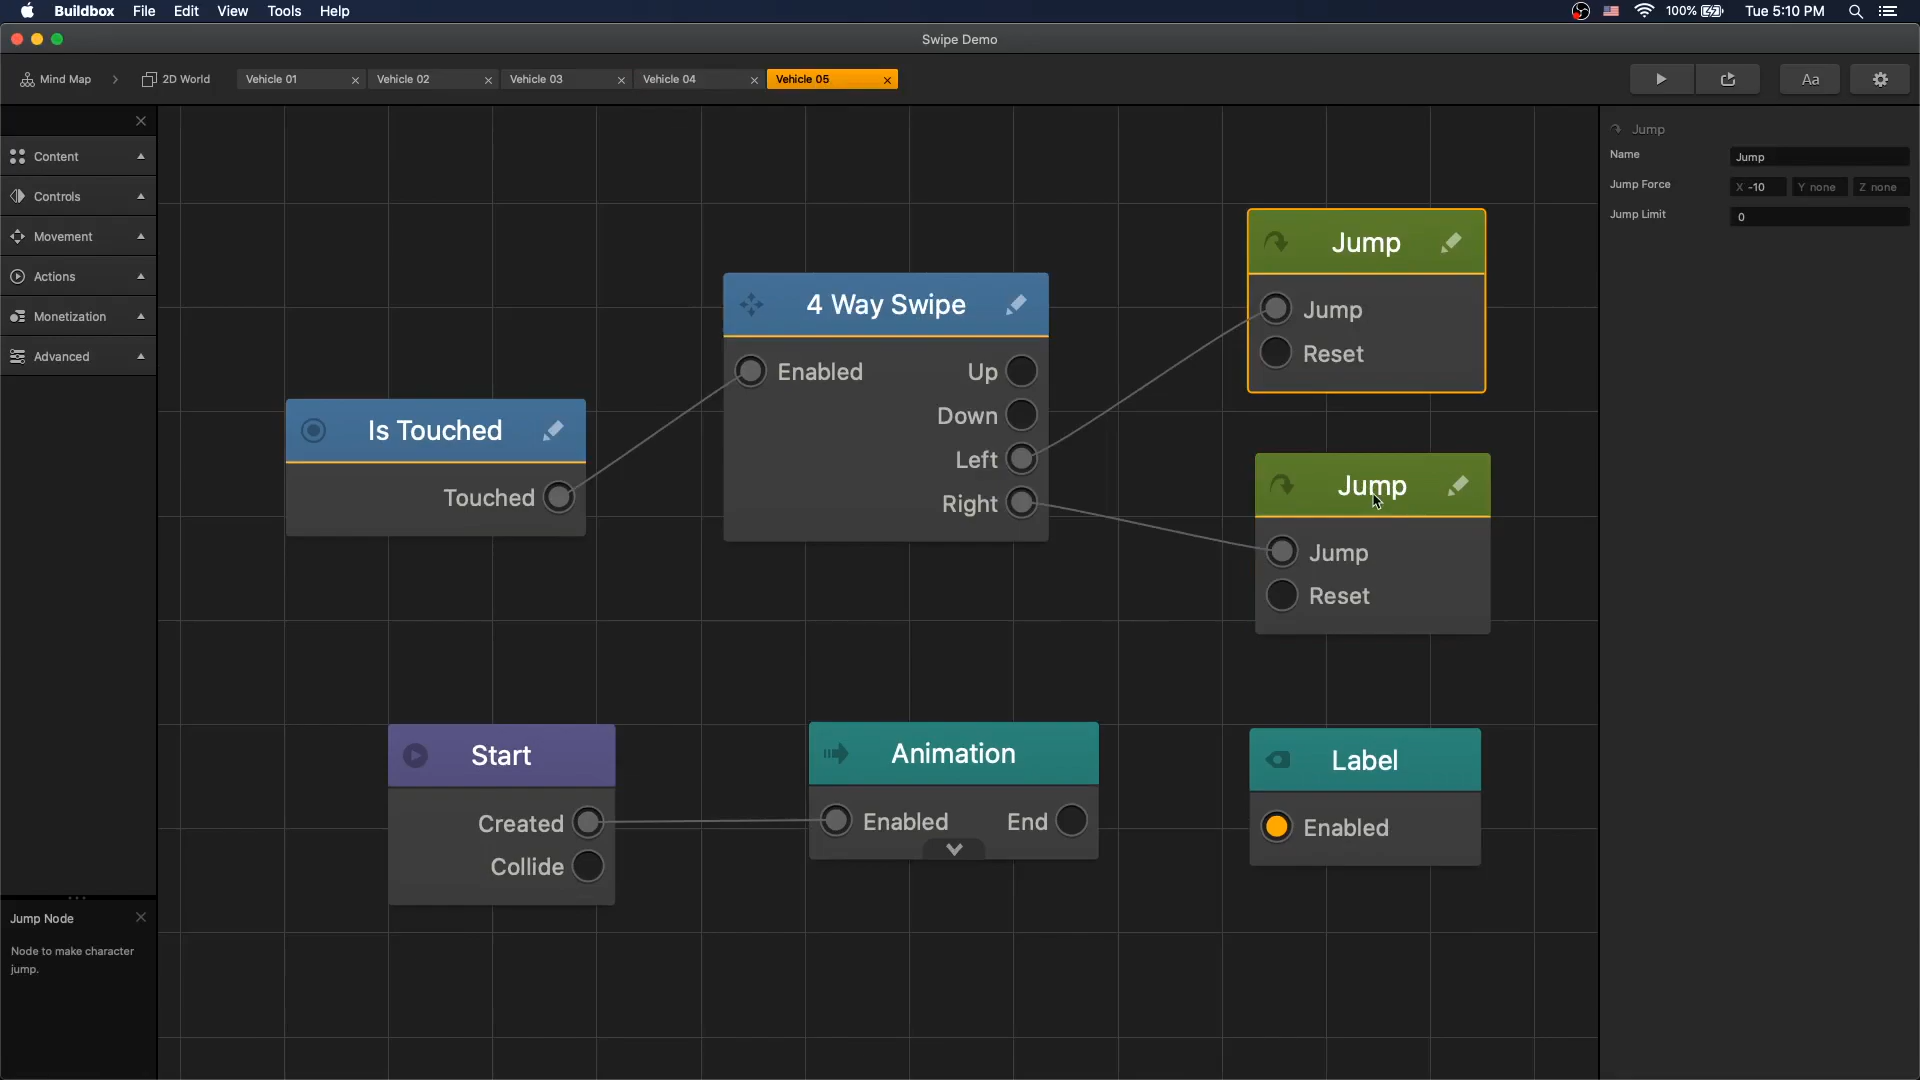 Buildbox File Edit View Tools Help 100% Tue 5:10 PM
Swipe Demo
Mind Map 2D World Vehicle 01 Vehicle 02 Vehicle 03 Vehicle 04 Vehicle 05 Aa
Content
Controls
Movement
Actions
Monetization
Advanced
Jump Node
Node to make character
jump.
Is Touched
Touched
4 Way Swipe
Enabled Up
Down
Left
Right
Jump
Jump
Reset
Jump
Jump
Reset
Start
Created
Collide
Animation
Enabled End
Label
Enabled
Jump
Name Jump
Jump Force X -10 Y none Z none
Jump Limit 0